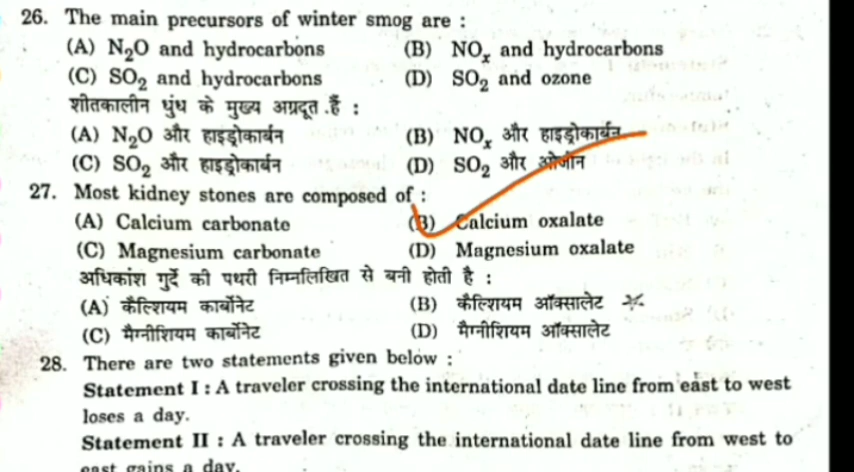 26. The main precursors of winter smog are :
(A) N₂O and hydrocarbons (B) NOₓ and hydrocarbons
(C) SO₂ and hydrocarbons (D) SO₂ and ozone
शीतकालीन धुंध के मुख्य अग्रदूत हैं :
(A) N₂O और हाइड्रोकार्बन (B) NOₓ और हाइड्रोकार्बन
(C) SO₂ और हाइड्रोकार्बन (D) SO₂ और ओजोन
27. Most kidney stones are composed of :
(A) Calcium carbonate (B) Calcium oxalate
(C) Magnesium carbonate (D) Magnesium oxalate
अधिकांश गुर्दे की पथरी निम्नलिखित से बनी होती है :
(A) कैल्शियम कार्बोनेट (B) कैल्शियम ऑक्सालेट
(C) मैग्नीशियम कार्बोनेट (D) मैग्नीशियम ऑक्सालेट
28. There are two statements given below :
Statement I : A traveler crossing the international date line from east to west
loses a day.
Statement II : A traveler crossing the international date line from west to
east gains a day.